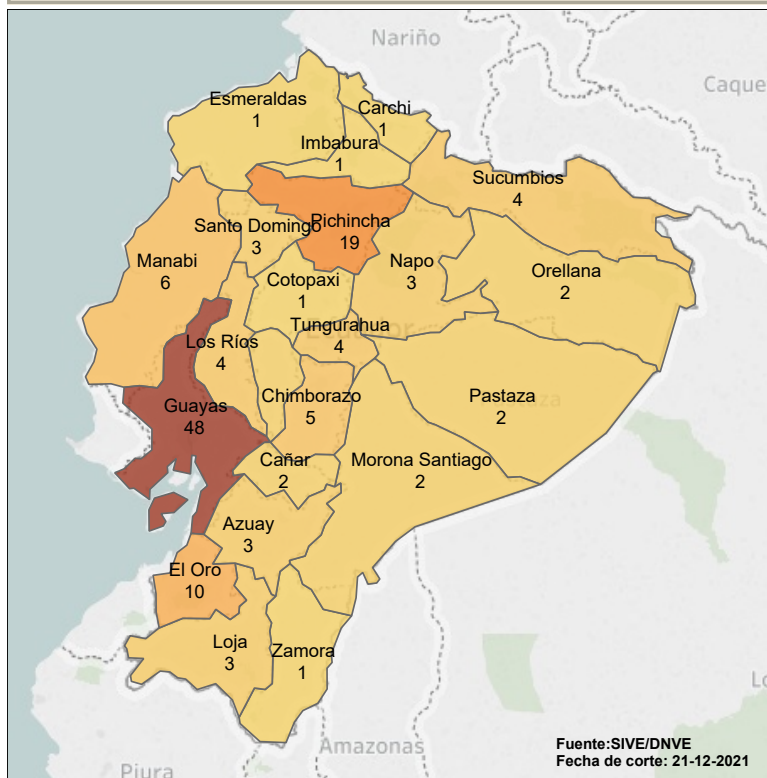 Nariño
Caque
Esmeraldas
1
Carchi
1
Imbabura
1
Sucumbios
4
Pichincha
19
Santo Domingo
3
Manabi
6
Napo
3
Orellana
2
Cotopaxi
1
Tungurahua
4
Ecuador
Los Ríos
4
Guayas
48
Chimborazo
5
Pastaza
2
Cañar
2
Morona Santiago
2
Azuay
3
El Oro
10
Loja
3
Zamora
1
Lo
Amazonas
Piura
Fuente:SIVE/DNVE
Fecha de corte: 21-12-2021